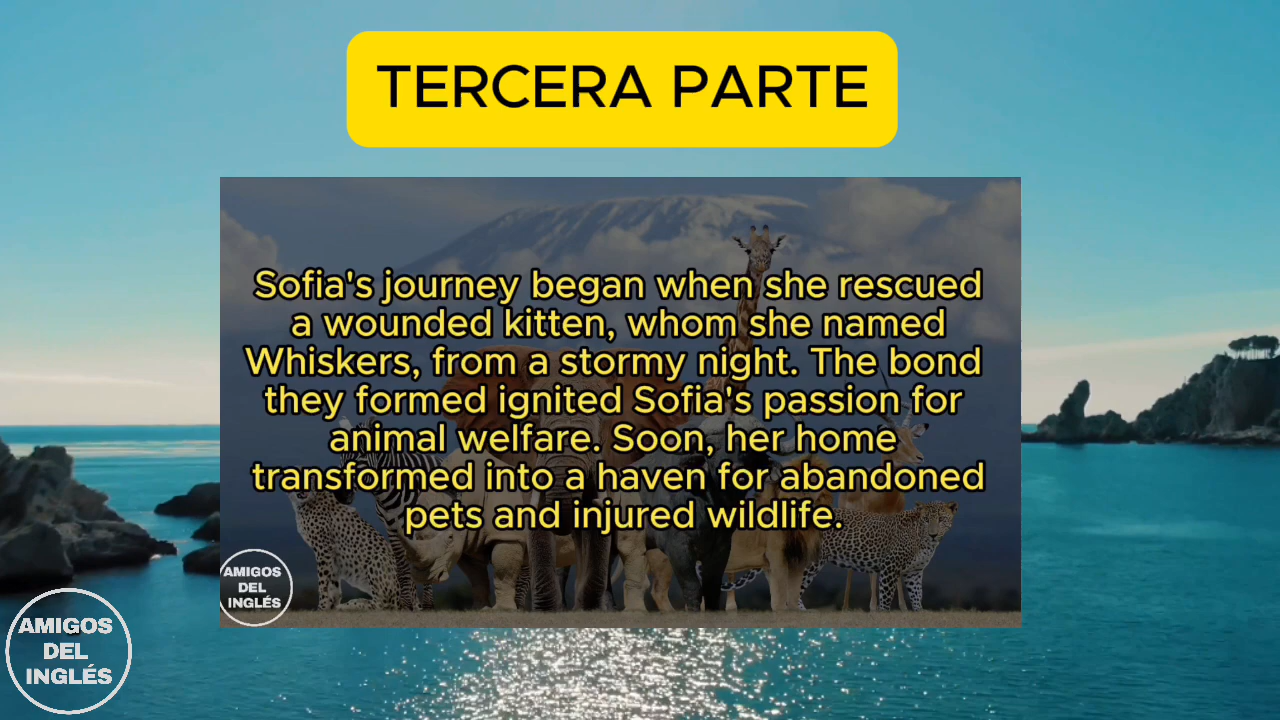 TERCERA PARTE
Sofia's journey began when she rescued
a wounded kitten, whom she named
Whiskers, from a stormy night. The bond
they formed ignited Sofia's passion for
animal welfare. Soon, her home
transformed into a haven for abandoned
pets and injured wildlife.
AMIGOS
DEL
INGLÉS
AMIGOS
DEL
INGLÉS